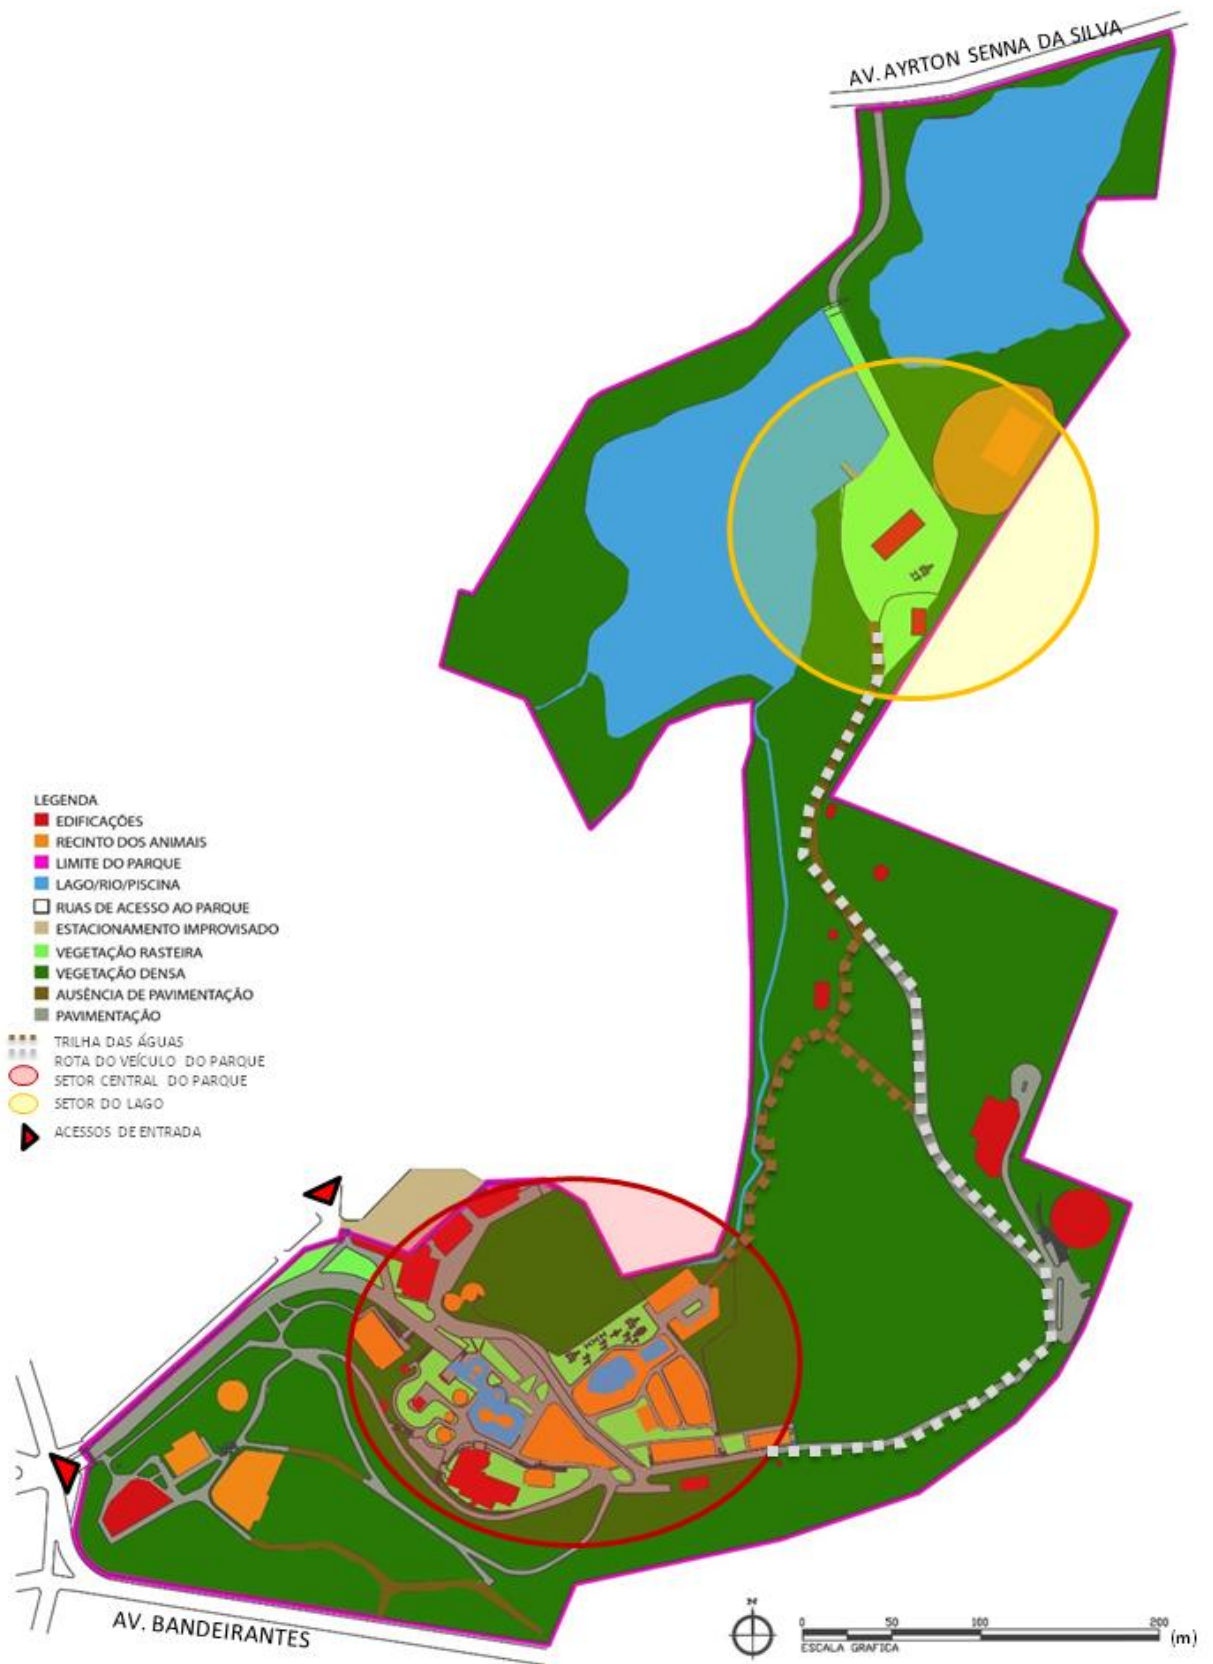 AV. AYRTON SENNA DA SILVA
LEGENDA
EDIFICAÇÕES
RECINTO DOS ANIMAIS
LIMITE DO PARQUE
LAGO/RIO/PISCINA
RUAS DE ACESSO AO PARQUE
ESTACIONAMENTO IMPROVISADO
VEGETAÇÃO RASTEIRA
VEGETAÇÃO DENSA
AUSÊNCIA DE PAVIMENTAÇÃO
PAVIMENTAÇÃO
TRILHA DAS ÁGUAS
ROTA DO VEÍCULO DO PARQUE
SETOR CENTRAL DO PARQUE
SETOR DO LAGO
ACESSOS DE ENTRADA
AV. BANDEIRANTES
N
0 50 100 200 (m)
ESCALA GRAFICA